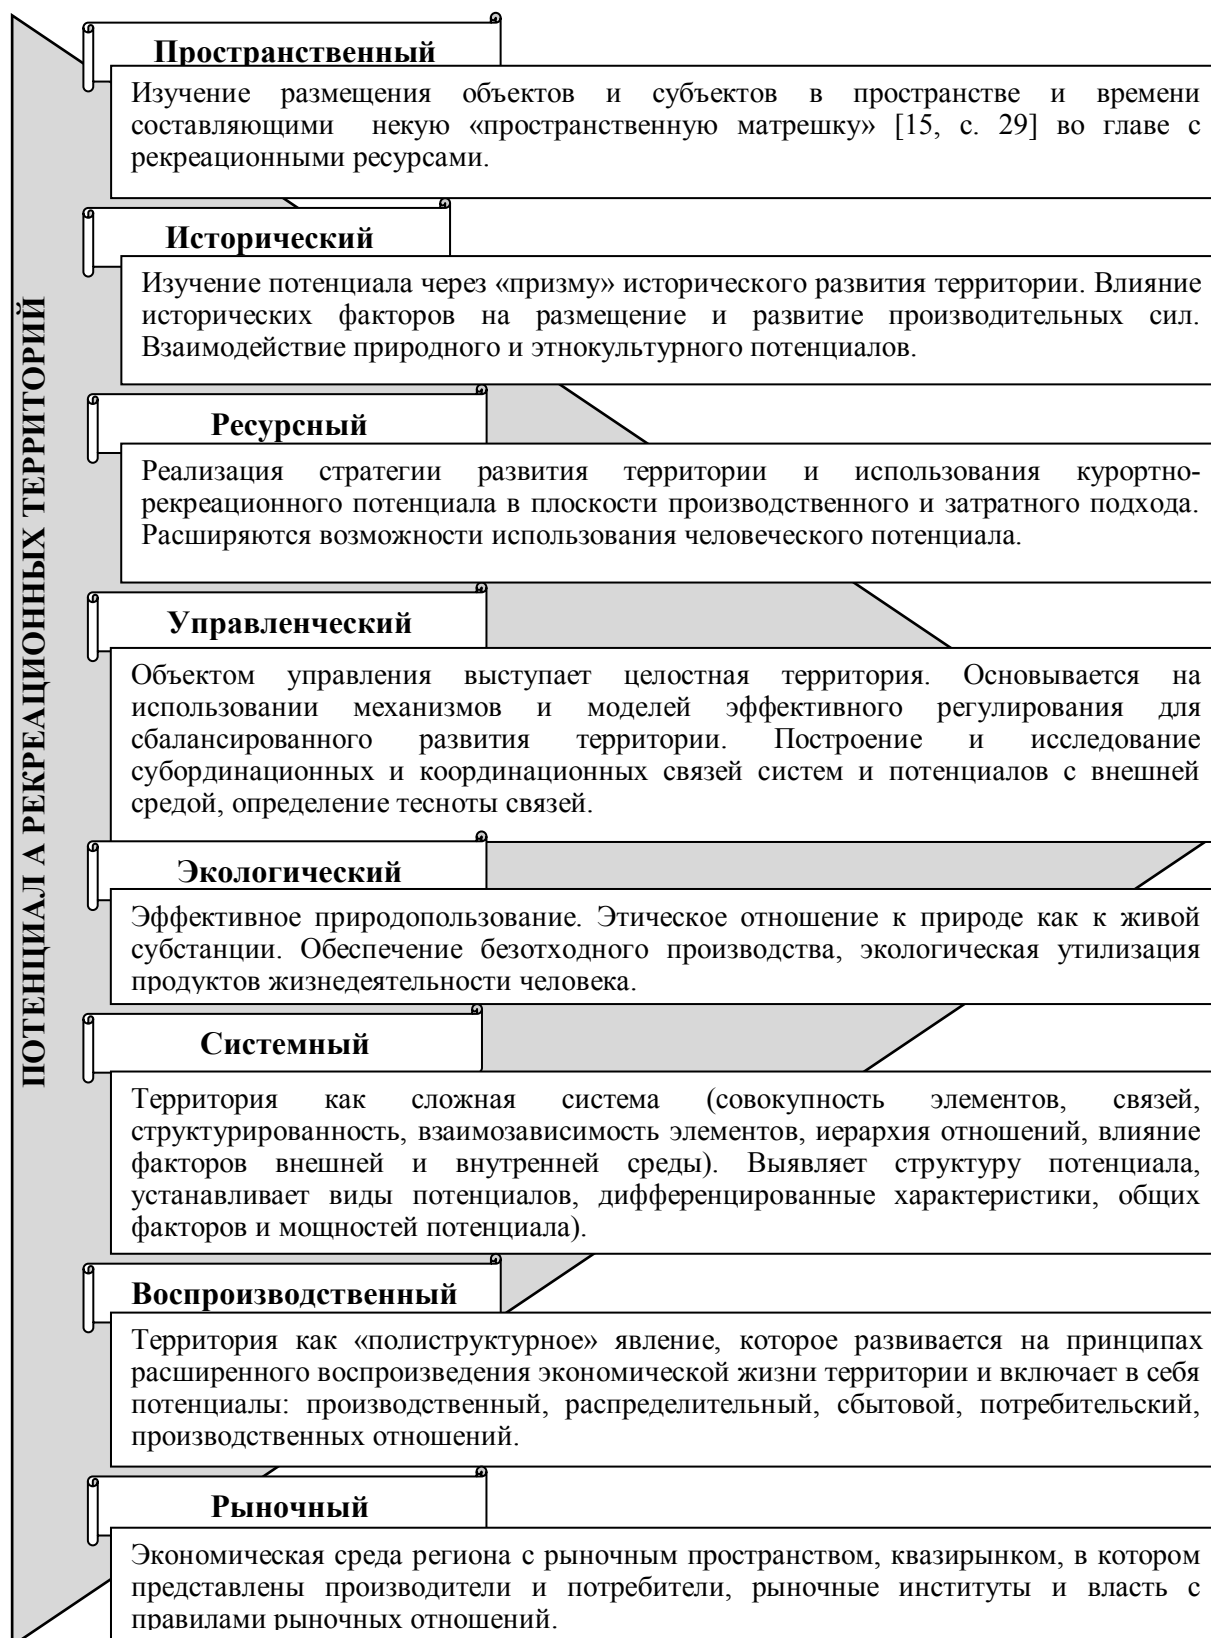 ПОТЕНЦИАЛ А РЕКРЕАЦИОННЫХ ТЕРРИТОРИЙ
Пространственный
Изучение размещения объектов и субъектов в пространстве и времени
составляющими некую «пространственную матрешку» [15, с. 29] во главе с
рекреационными ресурсами.
Исторический
Изучение потенциала через «призму» исторического развития территории. Влияние
исторических факторов на размещение и развитие производительных сил.
Взаимодействие природного и этнокультурного потенциалов.
Ресурсный
Реализация стратегии развития территории и использования курортно-
рекреационного потенциала в плоскости производственного и затратного подхода.
Расширяются возможности использования человеческого потенциала.
Управленческий
Объектом управления выступает целостная территория. Основывается на
использовании механизмов и моделей эффективного регулирования для
сбалансированного развития территории. Построение и исследование
субординационных и координационных связей систем и потенциалов с внешней
средой, определение тесноты связей.
Экологический
Эффективное природопользование. Этическое отношение к природе как к живой
субстанции. Обеспечение безотходного производства, экологическая утилизация
продуктов жизнедеятельности человека.
Системный
Территория как сложная система (совокупность элементов, связей,
структурированность, взаимозависимость элементов, иерархия отношений, влияние
факторов внешней и внутренней среды). Выявляет структуру потенциала,
устанавливает виды потенциалов, дифференцированные характеристики, общих
факторов и мощностей потенциала).
Воспроизводственный
Территория как «полиструктурное» явление, которое развивается на принципах
расширенного воспроизведения экономической жизни территории и включает в себя
потенциалы: производственный, распределительный, сбытовой, потребительский,
производственных отношений.
Рыночный
Экономическая среда региона с рыночным пространством, квазирынком, в котором
представлены производители и потребители, рыночные институты и власть с
правилами рыночных отношений.